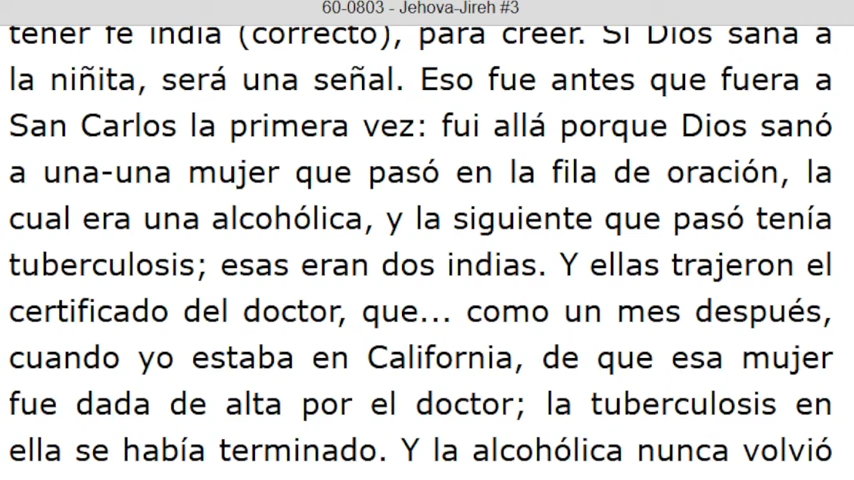 60-0803 - Jehova-Jireh #3
tener fe india (correcto), para creer. Si Dios sana a
la niñita, será una señal. Eso fue antes que fuera a
San Carlos la primera vez: fui allá porque Dios sanó
a una-una mujer que pasó en la fila de oración, la
cual era una alcohólica, y la siguiente que pasó tenía
tuberculosis; esas eran dos indias. Y ellas trajeron el
certificado del doctor, que... como un mes después,
cuando yo estaba en California, de que esa mujer
fue dada de alta por el doctor; la tuberculosis en
ella se había terminado. Y la alcohólica nunca volvió